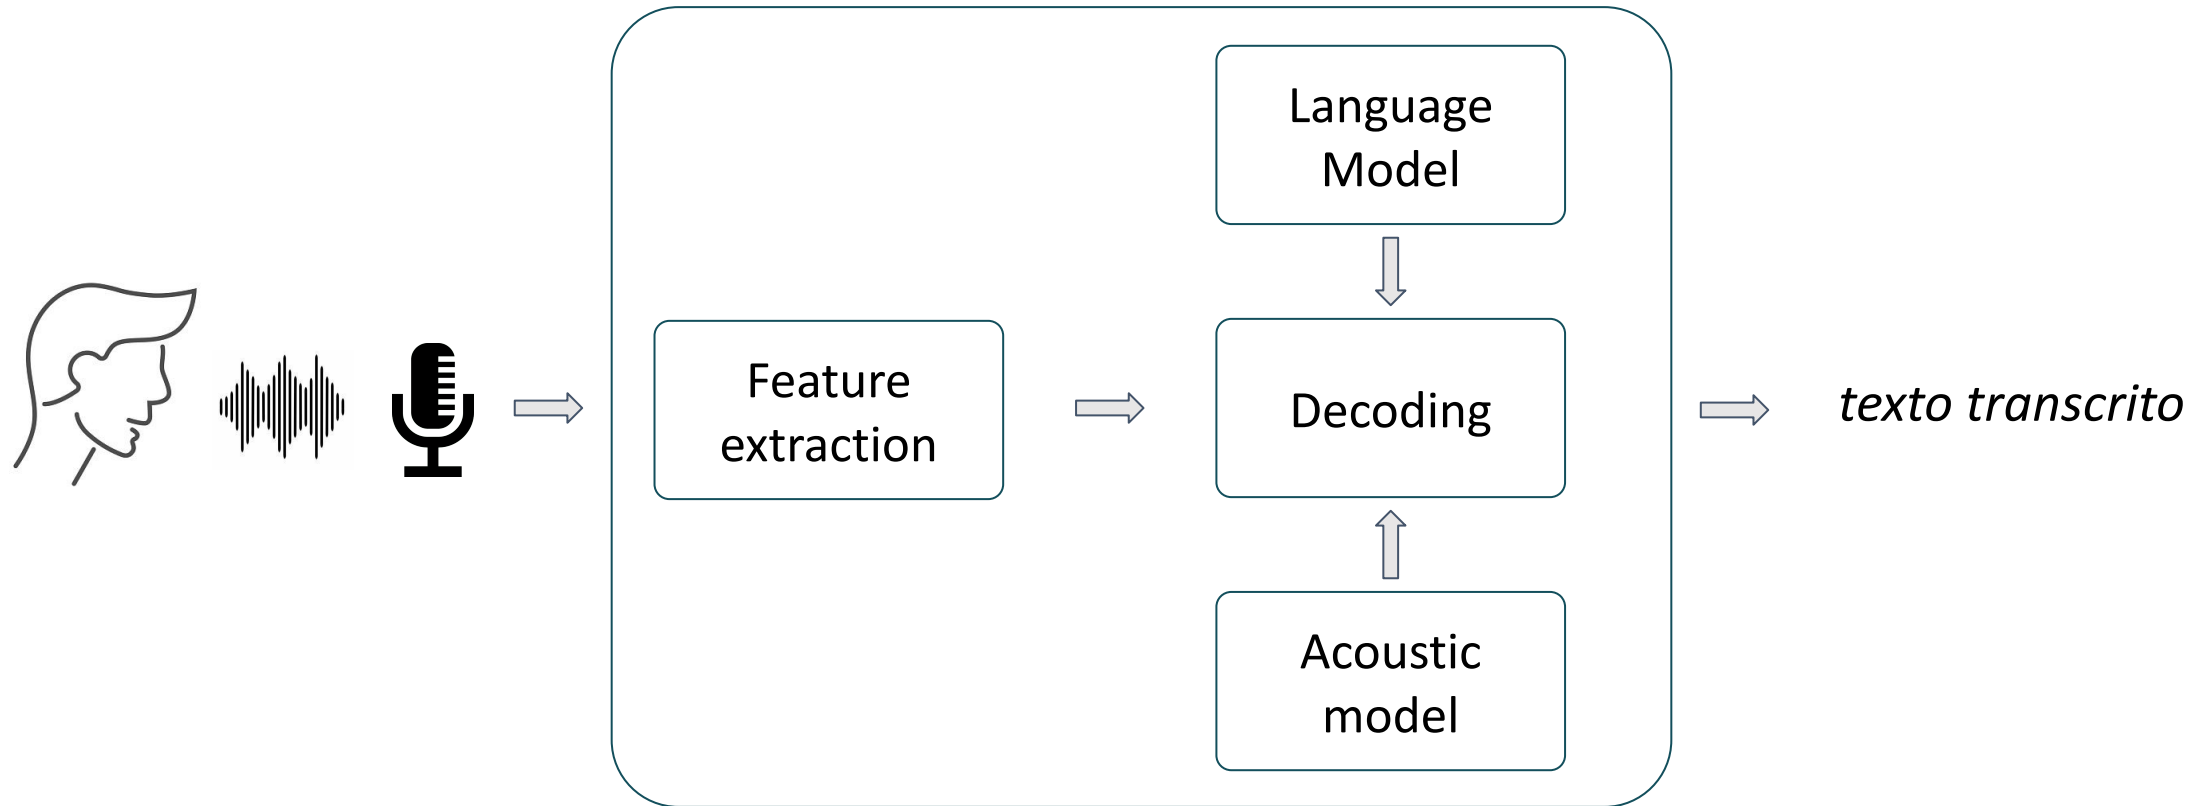 Language
Model
Feature
extraction
Decoding
texto transcrito
Acoustic
model